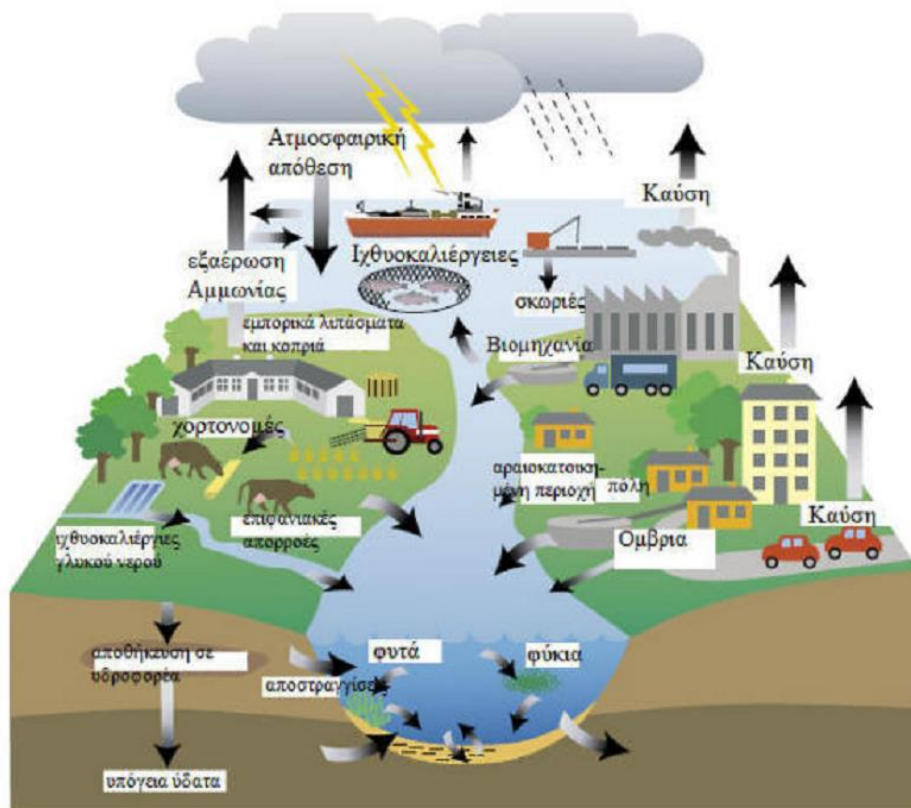 Ατμοσφαιρική
απόθεση
Καύση
Ιχθυοκαλιέργειες
εξαέρωση
Αμμωνίας
σκωριές
εμπορικά λιπάσματα
και κοπριά
Βιομηχανία
Καύση
χορτονομές
αραιοκατοικη-
μένη περιοχή
πόλη
επιφανιακές
απορροές
Καύση
ιχθυοκαλιέργιες
γλυκού νερού
Ομβρια
αποθήκευση σε
υδροφορέα
φυτά
φύκια
αποστραγγίσεις
υπόγεια ύδατα